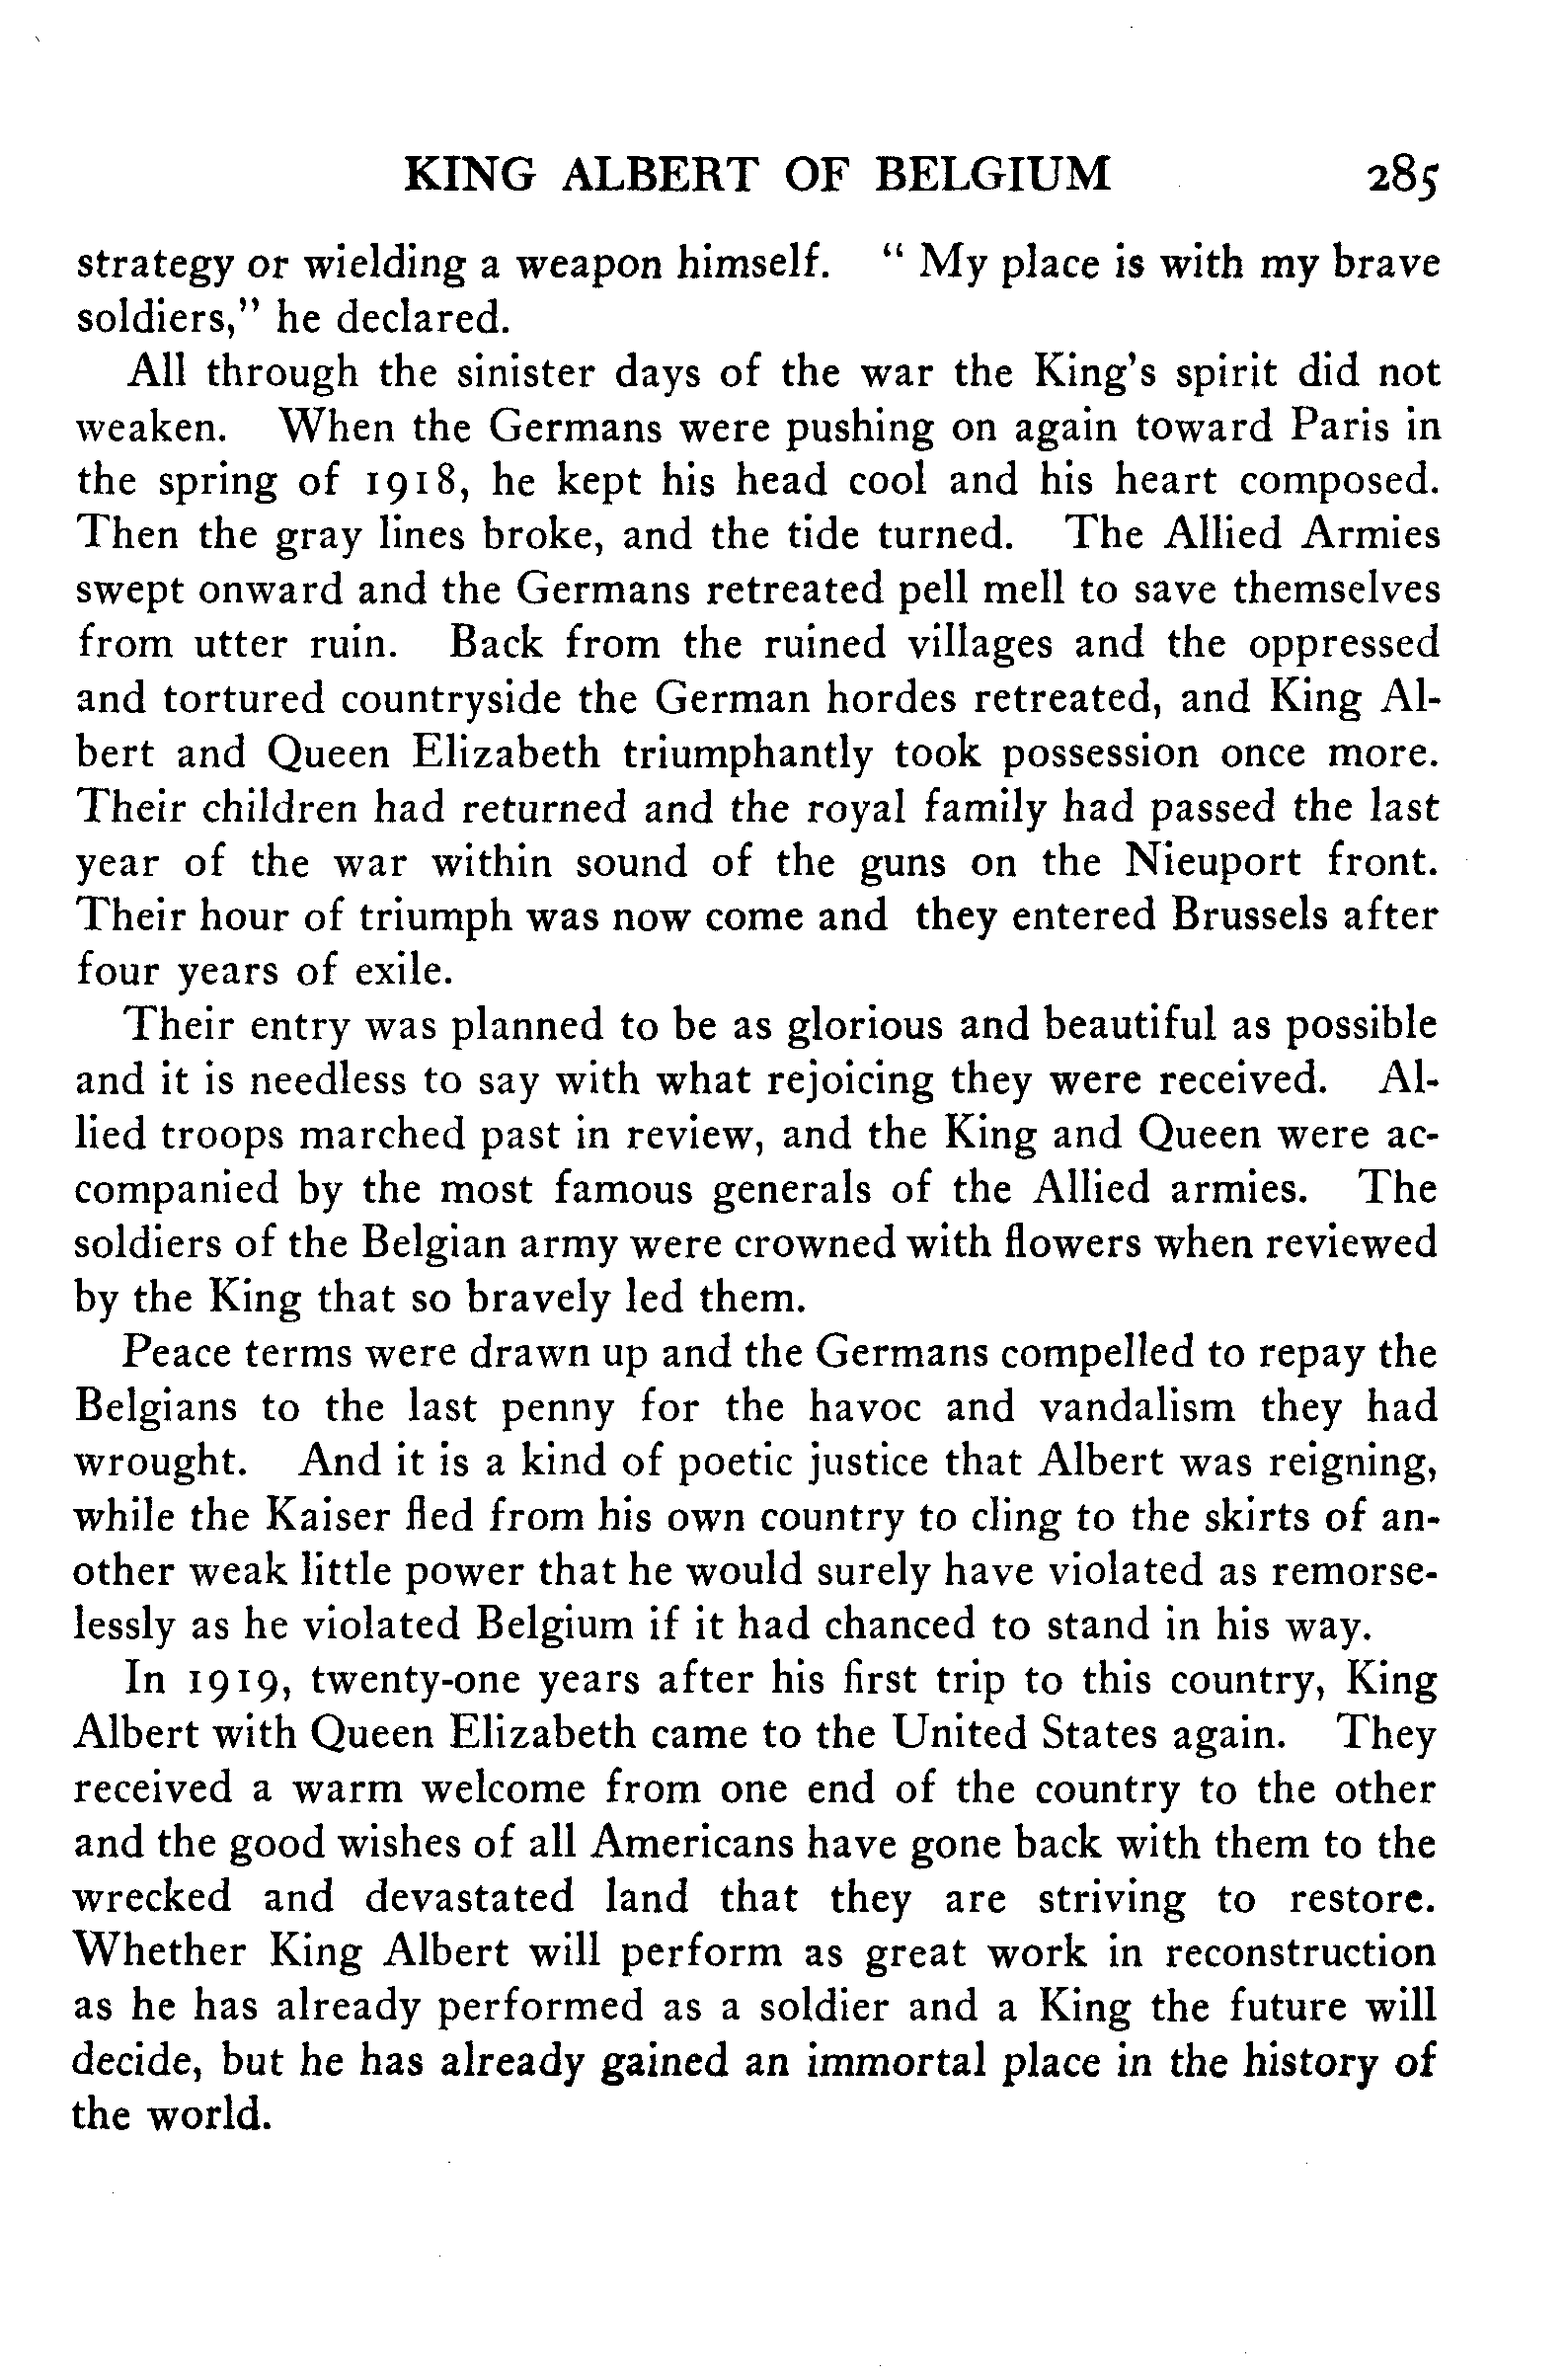 KING ALBERT OF BELGIUM 285
strategy or wielding a weapon himself. " My place is with my brave
soldiers," he declared.
All through the sinister days of the war the King's spirit did not
weaken. When the Germans were pushing on again toward Paris in
the spring of 1918, he kept his head cool and his heart composed.
Then the gray lines broke, and the tide turned. The Allied Armies
swept onward and the Germans retreated pell mell to save themselves
from utter ruin. Back from the ruined villages and the oppressed
and tortured countryside the German hordes retreated, and King Al-
bert and Queen Elizabeth triumphantly took possession once more.
Their children had returned and the royal family had passed the last
year of the war within sound of the guns on the Nieuport front.
Their hour of triumph was now come and they entered Brussels after
four years of exile.
Their entry was planned to be as glorious and beautiful as possible
and it is needless to say with what rejoicing they were received. Al-
lied troops marched past in review, and the King and Queen were ac-
companied by the most famous generals of the Allied armies. The
soldiers of the Belgian army were crowned with flowers when reviewed
by the King that so bravely led them.
Peace terms were drawn up and the Germans compelled to repay the
Belgians to the last penny for the havoc and vandalism they had
wrought. And it is a kind of poetic justice that Albert was reigning,
while the Kaiser fled from his own country to cling to the skirts of an-
other weak little power that he would surely have violated as remorse-
lessly as he violated Belgium if it had chanced to stand in his way.
In 1919, twenty-one years after his first trip to this country, King
Albert with Queen Elizabeth came to the United States again. They
received a warm welcome from one end of the country to the other
and the good wishes of all Americans have gone back with them to the
wrecked and devastated land that they are striving to restore.
Whether King Albert will perform as great work in reconstruction
as he has already performed as a soldier and a King the future will
decide, but he has already gained an immortal place in the history of
the world.